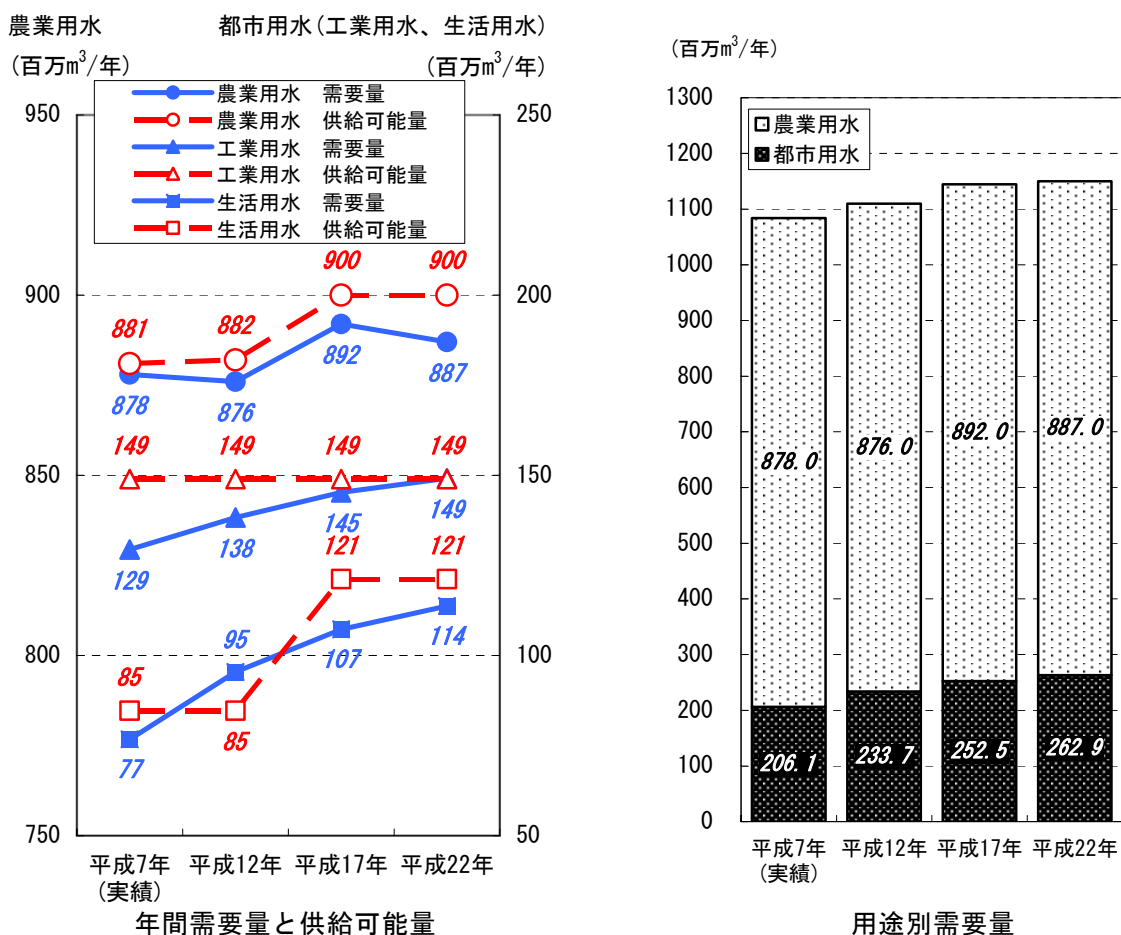 農業用水 都市用水(工業用水、生活用水)
(百万m³/年) (百万m³/年)
農業用水 需要量
農業用水 供給可能量
工業用水 需要量
工業用水 供給可能量
生活用水 需要量
生活用水 供給可能量
950 250
900 900
900 200
881 882
878 876 892 887
149 149 149 149
850 150
129 138 145 149
121 121
95
107 114
800 100
85
85
77
750 50
平成7年 平成12年 平成17年 平成22年
(実績)
年間需要量と供給可能量
(百万m³/年)
1300
農業用水
都市用水
1200
1100
1000
900
800
700
600
500
400
300
200
100
0
878.0 876.0 892.0 887.0
206.1 233.7 252.5 262.9
平成7年 平成12年 平成17年 平成22年
(実績)
用途別需要量